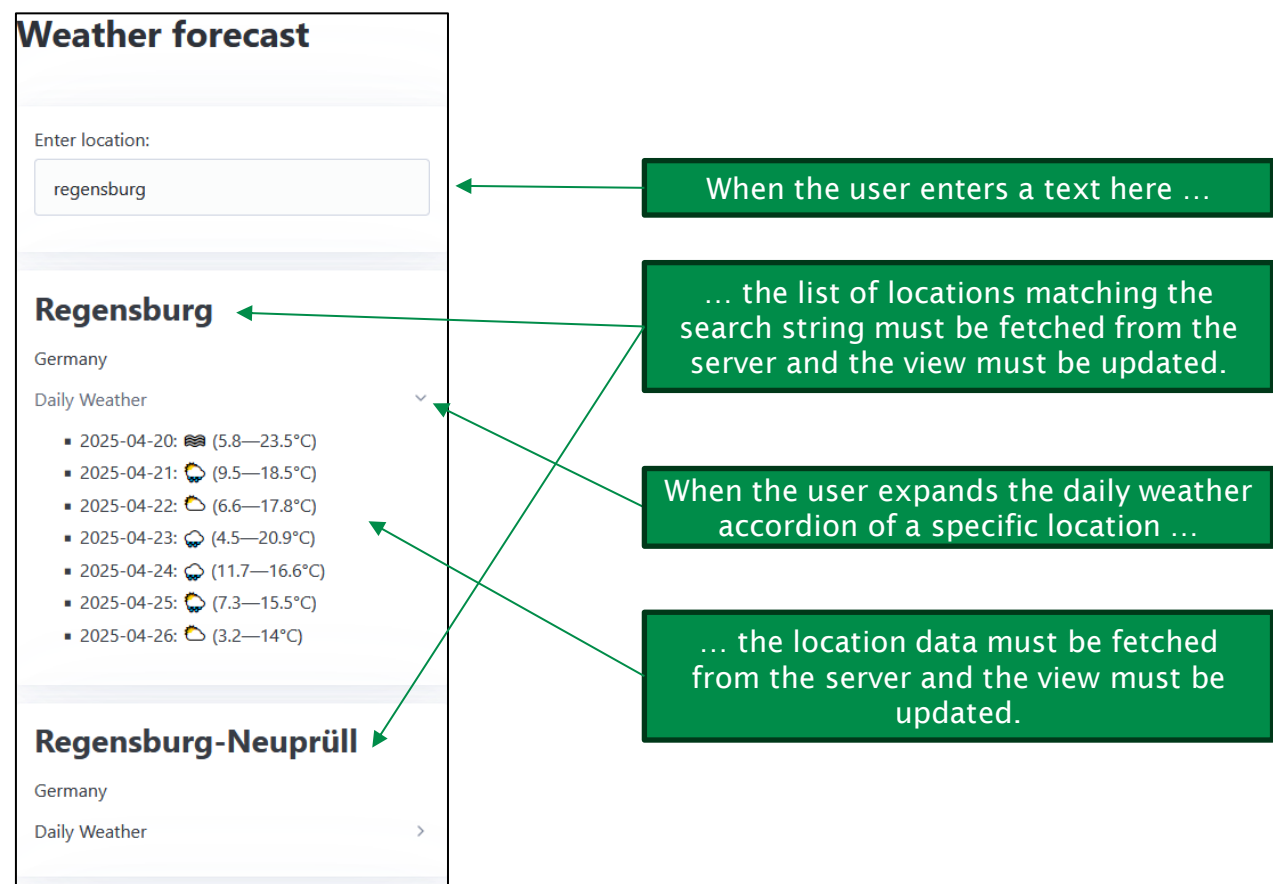 Weather forecast
Enter location:
regensburg
Regensburg
Germany
Daily Weather
2025-04-20: (5.8—23.5°C)
2025-04-21: (9.5—18.5°C)
2025-04-22: (6.6—17.8°C)
2025-04-23: (4.5—20.9°C)
2025-04-24: (11.7—16.6°C)
2025-04-25: (7.3—15.5°C)
2025-04-26: (3.2—14°C)
Regensburg-Neuprüll
Germany
Daily Weather
When the user enters a text here …
… the list of locations matching the
search string must be fetched from the
server and the view must be updated.
When the user expands the daily weather
accordion of a specific location …
… the location data must be fetched
from the server and the view must be
updated.